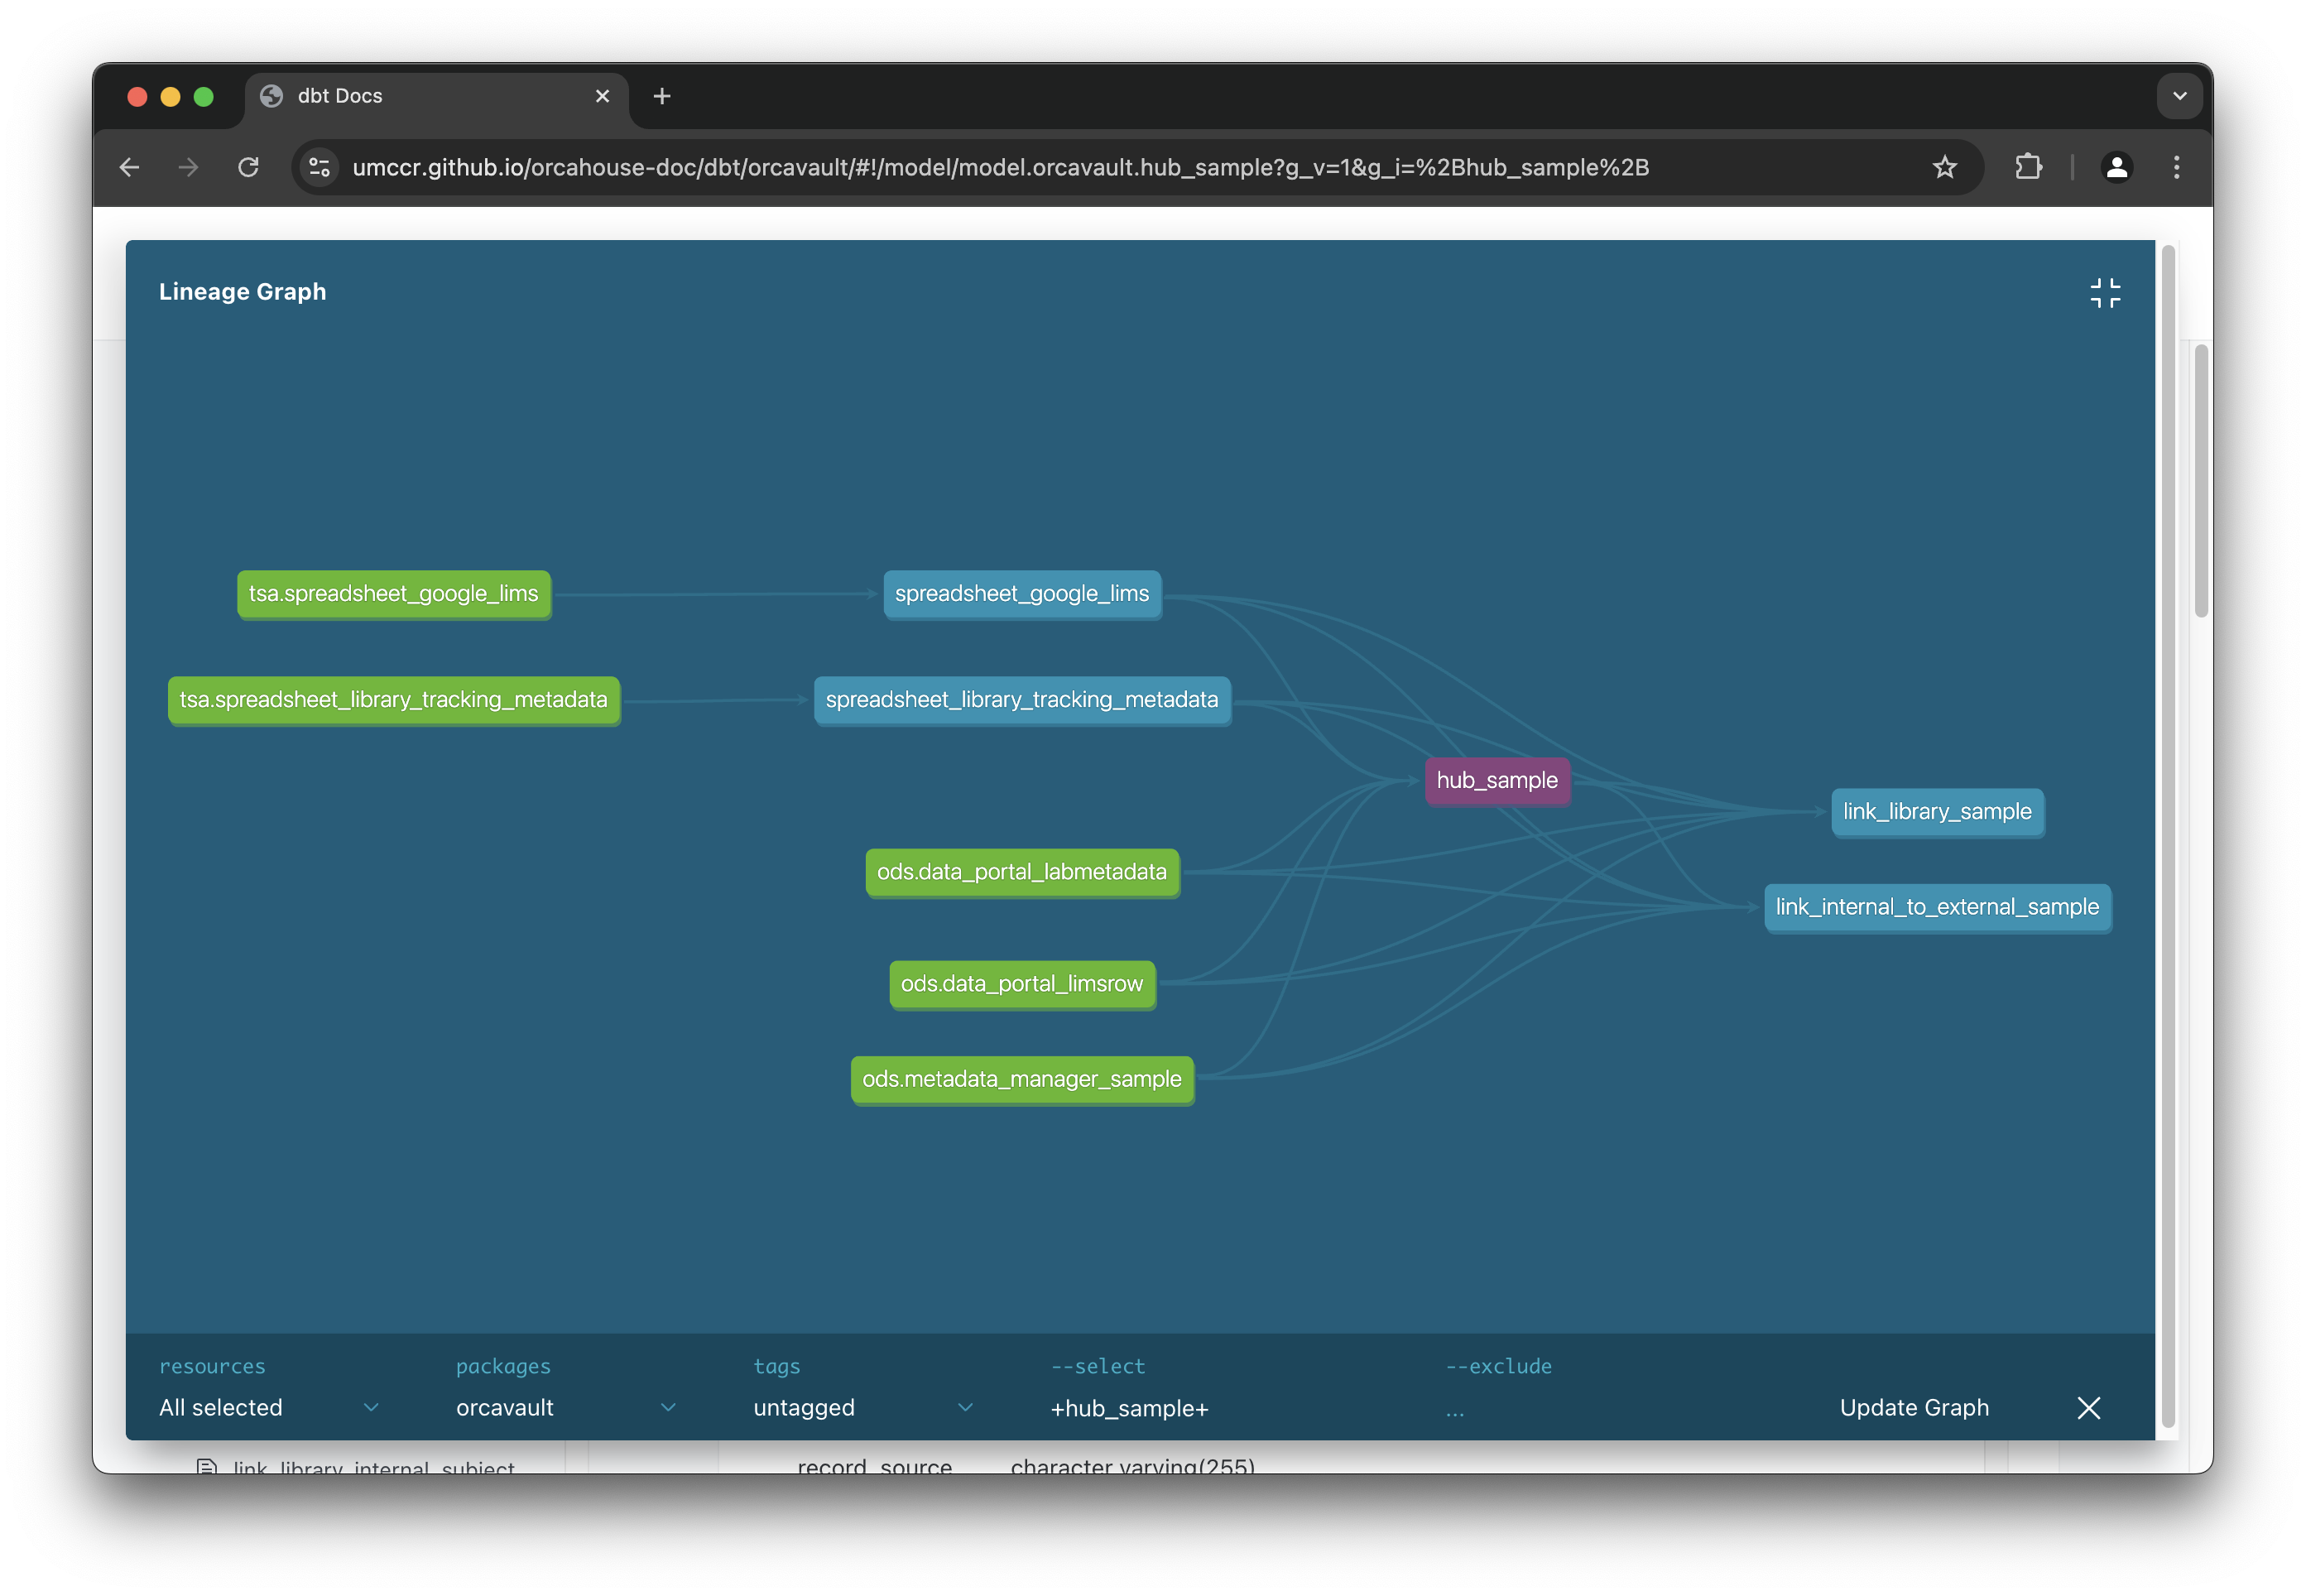 dbt Docs
umccr.github.io/orcahouse-doc/dbt/orcavault/#!/model/model.orcavault.hub_sample?g_v=1&g_i=%2Bhub_sample%2B
Lineage Graph
tsa.spreadsheet_google_lims
spreadsheet_google_lims
tsa.spreadsheet_library_tracking_metadata
spreadsheet_library_tracking_metadata
hub_sample
link_library_sample
ods.data_portal_labmetadata
link_internal_to_external_sample
ods.data_portal_limsrow
ods.metadata_manager_sample
resources packages tags --select --exclude
All selected orcavault untagged +hub_sample+ ... Update Graph
link_library_internal_subject record_source character varying(255)